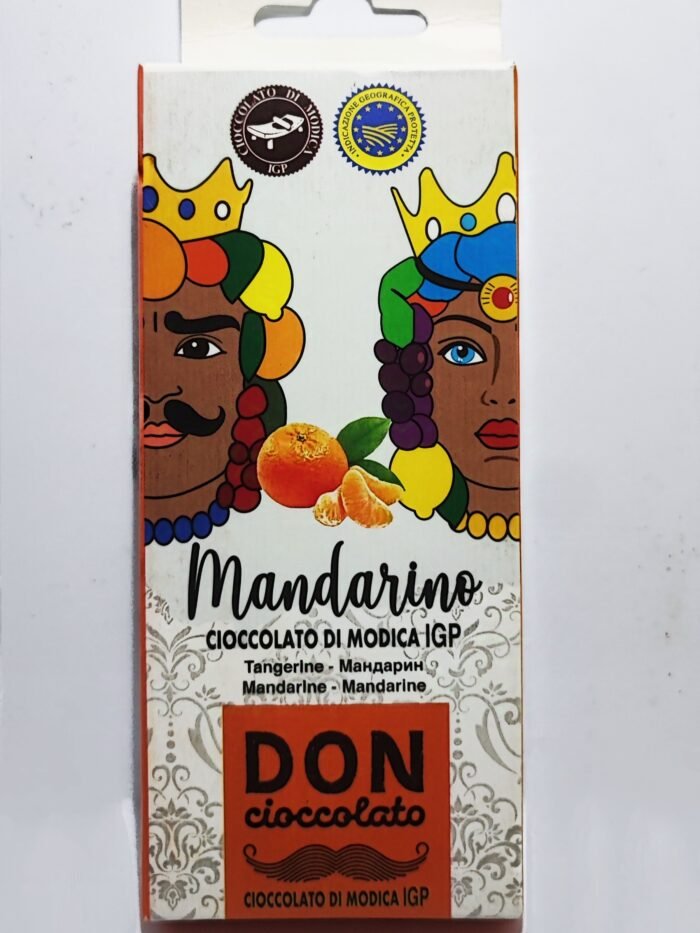 CIOCCOLATO DI MODICA
IGP
INDICAZIONE GEOGRAFICA PROTETTA
Mandarino
CIOCCOLATO DI MODICA IGP
Tangerine - Мандарин
Mandarine - Mandarine
DON
cioccolato
CIOCCOLATO DI MODICA IGP